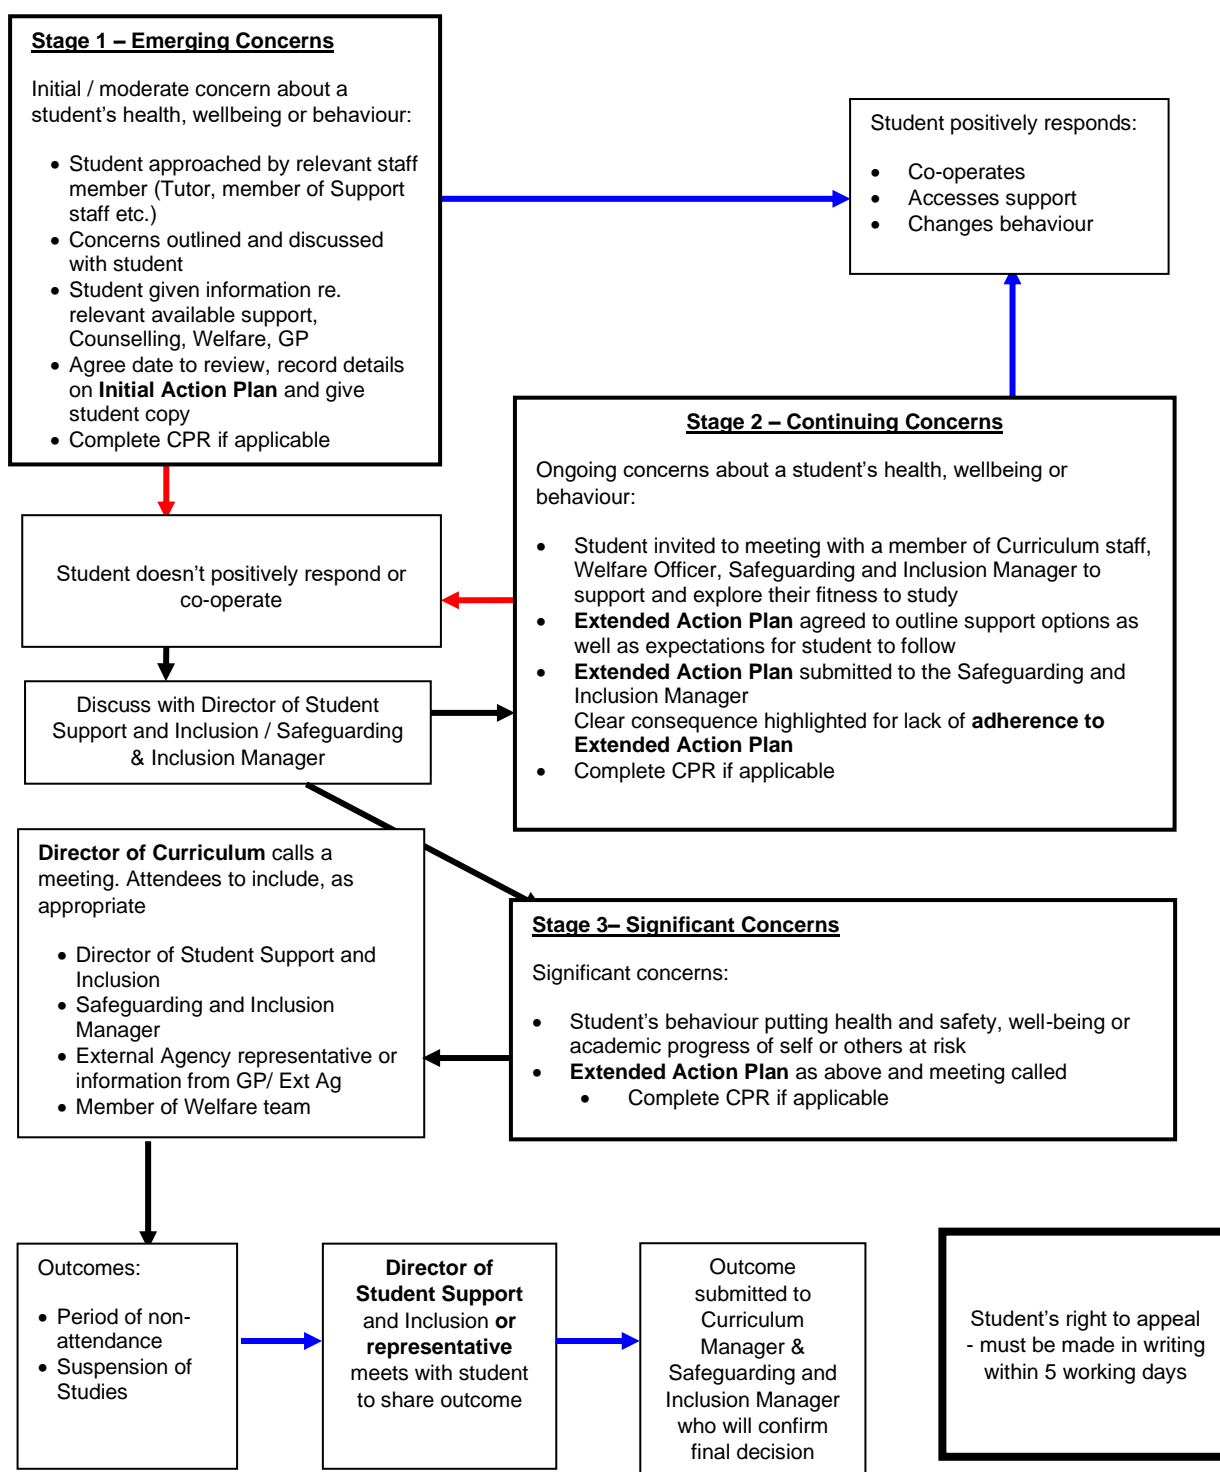 Stage 1 – Emerging Concerns
Initial / moderate concern about a
student’s health, wellbeing or behaviour:
• Student approached by relevant staff
member (Tutor, member of Support
staff etc.)
• Concerns outlined and discussed
with student
• Student given information re.
relevant available support,
Counselling, Welfare, GP
• Agree date to review, record details
on Initial Action Plan and give
student copy
• Complete CPR if applicable
Student positively responds:
• Co-operates
• Accesses support
• Changes behaviour
Stage 2 – Continuing Concerns
Ongoing concerns about a student’s health, wellbeing or
behaviour:
• Student invited to meeting with a member of Curriculum staff,
Welfare Officer, Safeguarding and Inclusion Manager to
support and explore their fitness to study
• Extended Action Plan agreed to outline support options as
well as expectations for student to follow
• Extended Action Plan submitted to the Safeguarding and
Inclusion Manager
Clear consequence highlighted for lack of adherence to
Extended Action Plan
• Complete CPR if applicable
Student doesn’t positively respond or
co-operate
Discuss with Director of Student
Support and Inclusion / Safeguarding
& Inclusion Manager
Director of Curriculum calls a
meeting. Attendees to include, as
appropriate
• Director of Student Support and
Inclusion
• Safeguarding and Inclusion
Manager
• External Agency representative or
information from GP/ Ext Ag
• Member of Welfare team
Stage 3– Significant Concerns
Significant concerns:
• Student’s behaviour putting health and safety, well-being or
academic progress of self or others at risk
• Extended Action Plan as above and meeting called
• Complete CPR if applicable
Outcomes:
• Period of non-
attendance
• Suspension of
Studies
Director of
Student Support
and Inclusion or
representative
meets with student
to share outcome
Outcome
submitted to
Curriculum
Manager &
Safeguarding and
Inclusion Manager
who will confirm
final decision
Student’s right to appeal
- must be made in writing
within 5 working days